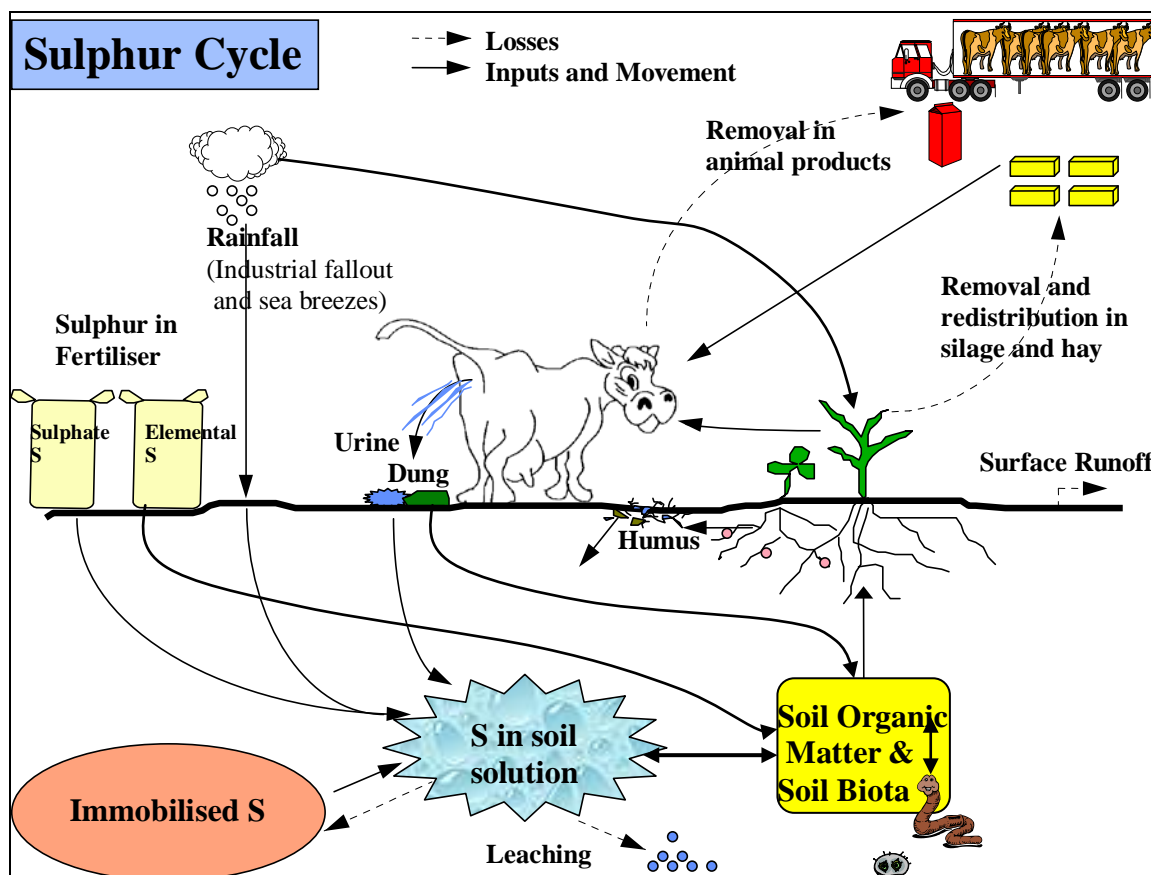 Sulphur Cycle
Losses
Inputs and Movement
Removal in
animal products
Rainfall
(Industrial fallout
and sea breezes)
Removal and
redistribution in
silage and hay
Sulphur in
Fertiliser
Sulphate
S
Elemental
S
Urine
Dung
Surface Runoff
Humus
S in soil
solution
Soil Organic
Matter &
Soil Biota
Immobilised S
Leaching